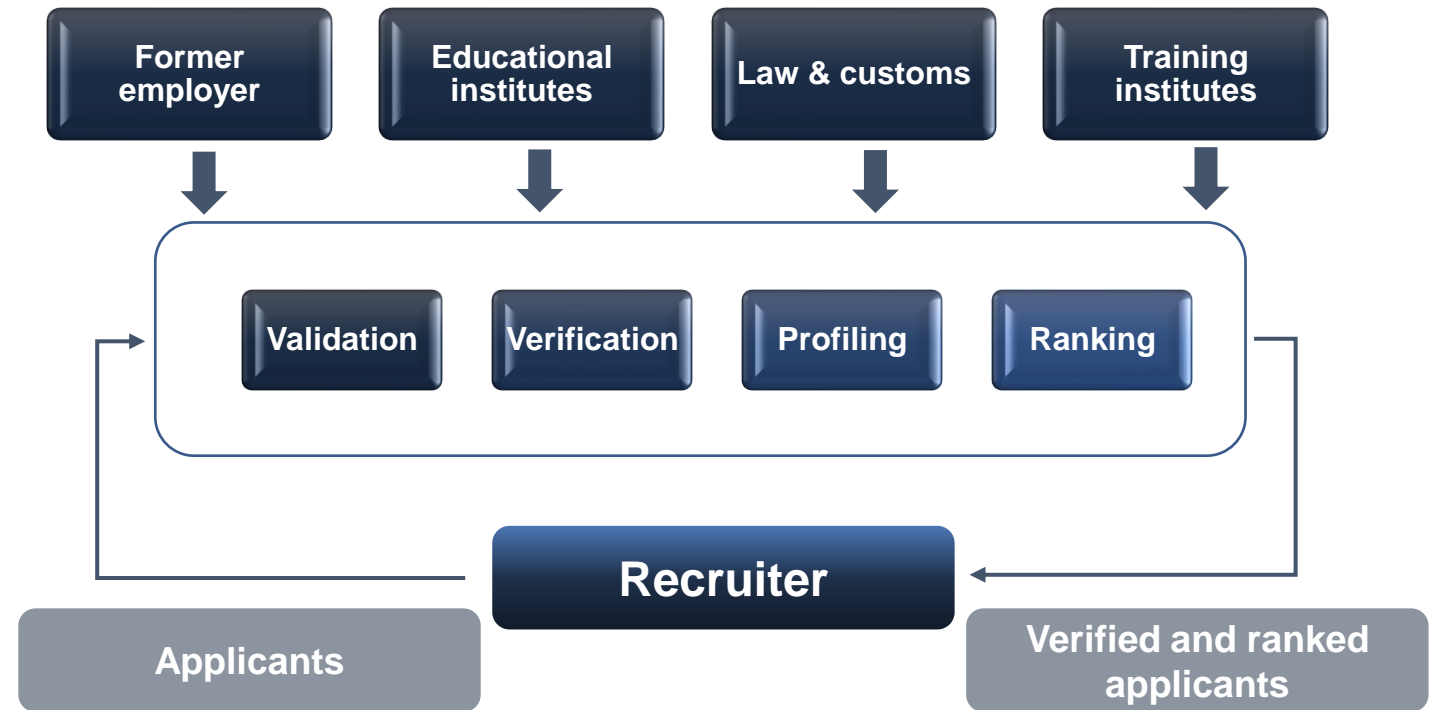 Former
employer
Educational
institutes
Law & customs
Training
institutes
Validation
Verification
Profiling
Ranking
Recruiter
Applicants
Verified and ranked
applicants